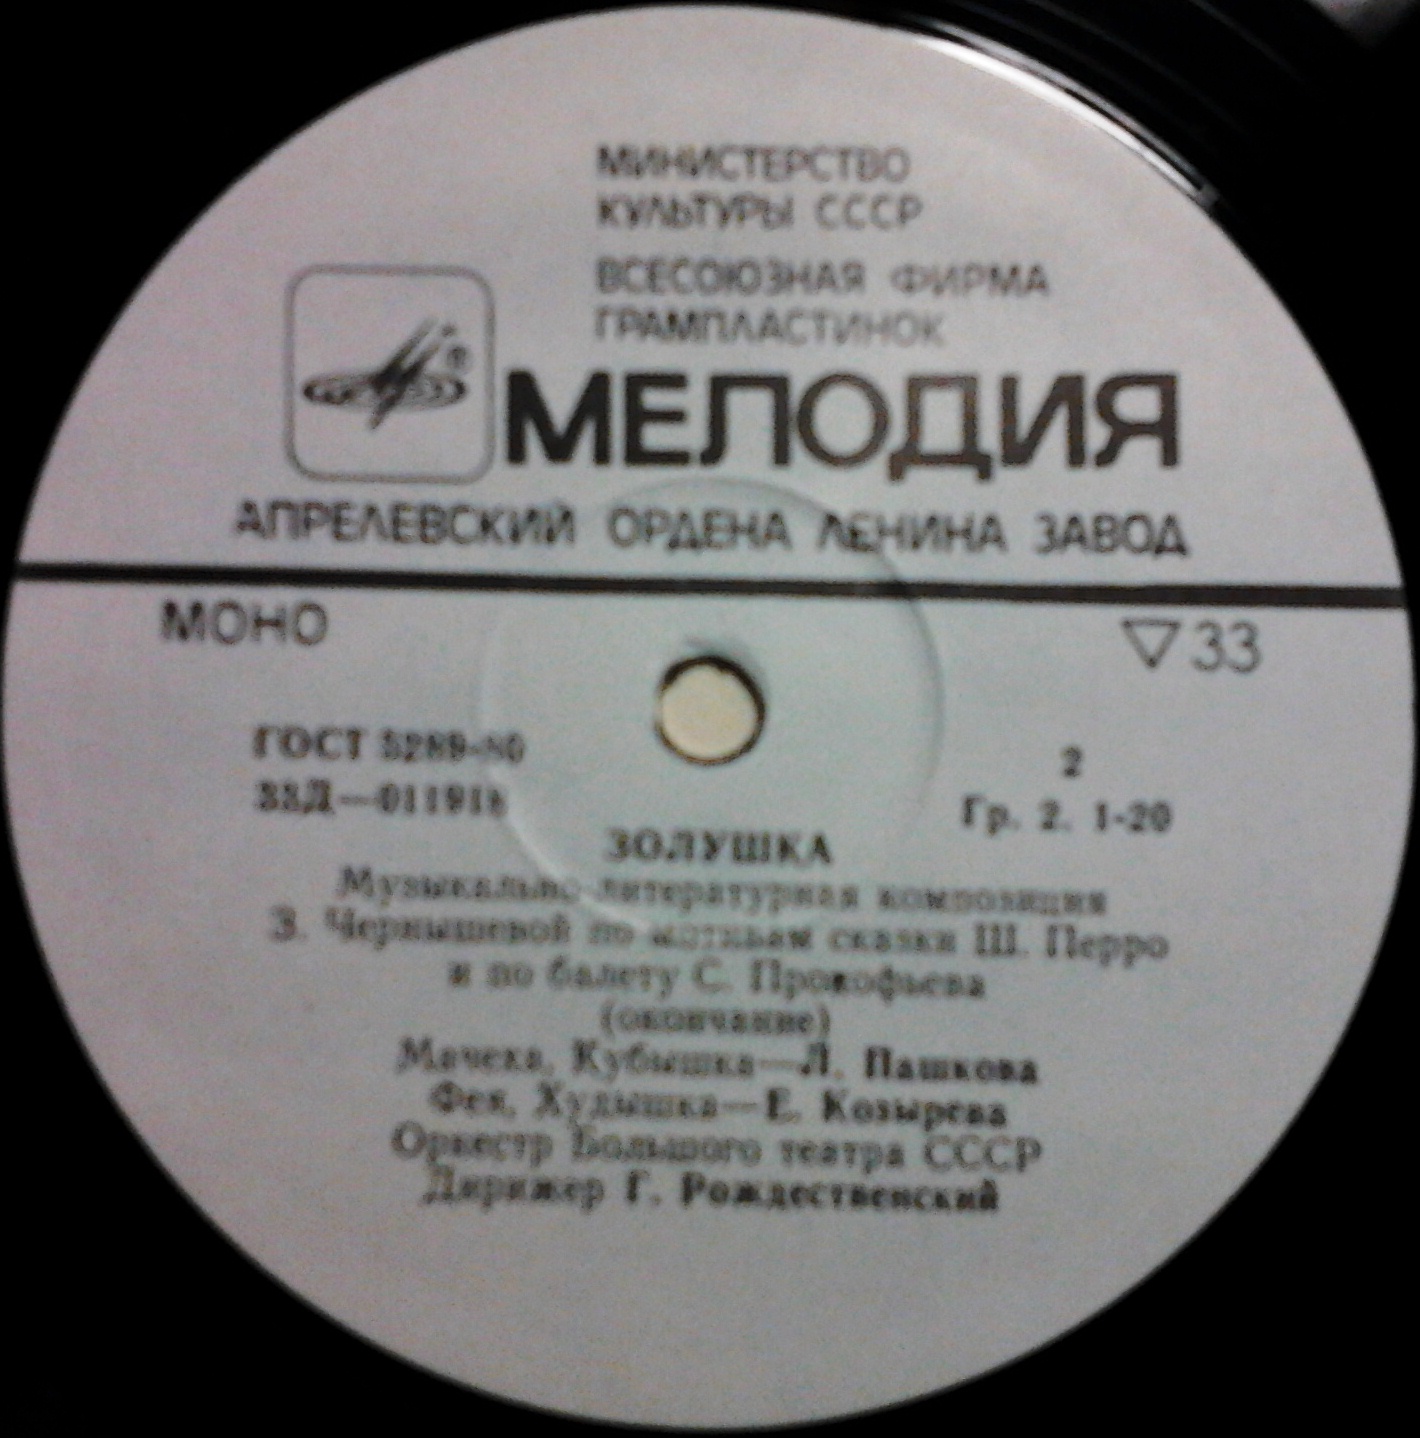 МИНИСТЕРСТВО
КУЛЬТУРЫ СССР
ВСЕСОЮЗНАЯ ФИРМА
ГРАМПЛАСТИНОК
®
МЕЛОДИЯ
АПРЕЛЕВСКИЙ ОРДЕНА ЛЕНИНА ЗАВОД
МОНО
▽33
ГОСТ 5289-80
2
Гр. 2. 1-20
ЗОЛУШКА
Музыкально-литературная композиция
З. Чернышевой по мотивам сказки Ш. Перро
и по балету С. Прокофьева
(окончание)
Мачеха, Кубышка—Л. Пашкова
Фея, Худышка—Е. Козырева
Оркестр Большого театра СССР
Дирижер Г. Рождественский